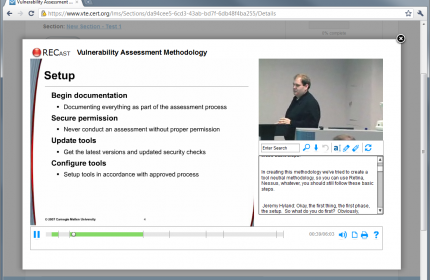 Vulnerability Assessment ...
https://www.vte.cert.org/lms/Sections/da94cee5-6cd3-43ab-bd7f-6db48f4ba255/Details
Section: New Section - Test 1
RECast Vulnerability Assessment Methodology
Setup
Begin documentation
• Documenting everything as part of the assessment process
Secure permission
• Never conduct an assessment without proper permission
Update tools
• Get the latest versions and updated security checks
Configure tools
• Setup tools in accordance with approved process
© 2007 Carnegie Mellon University
Enter Search
a
In creating this methodology we've tried to create a
tool neutral methodology, so you can use Retina,
Nessus, whatever, you should still follow these basic
steps.
Jeremy Hyland: Okay, the first thing, the first phase,
the setup. So what do you do first? Obviously,
00:39/06:03
?